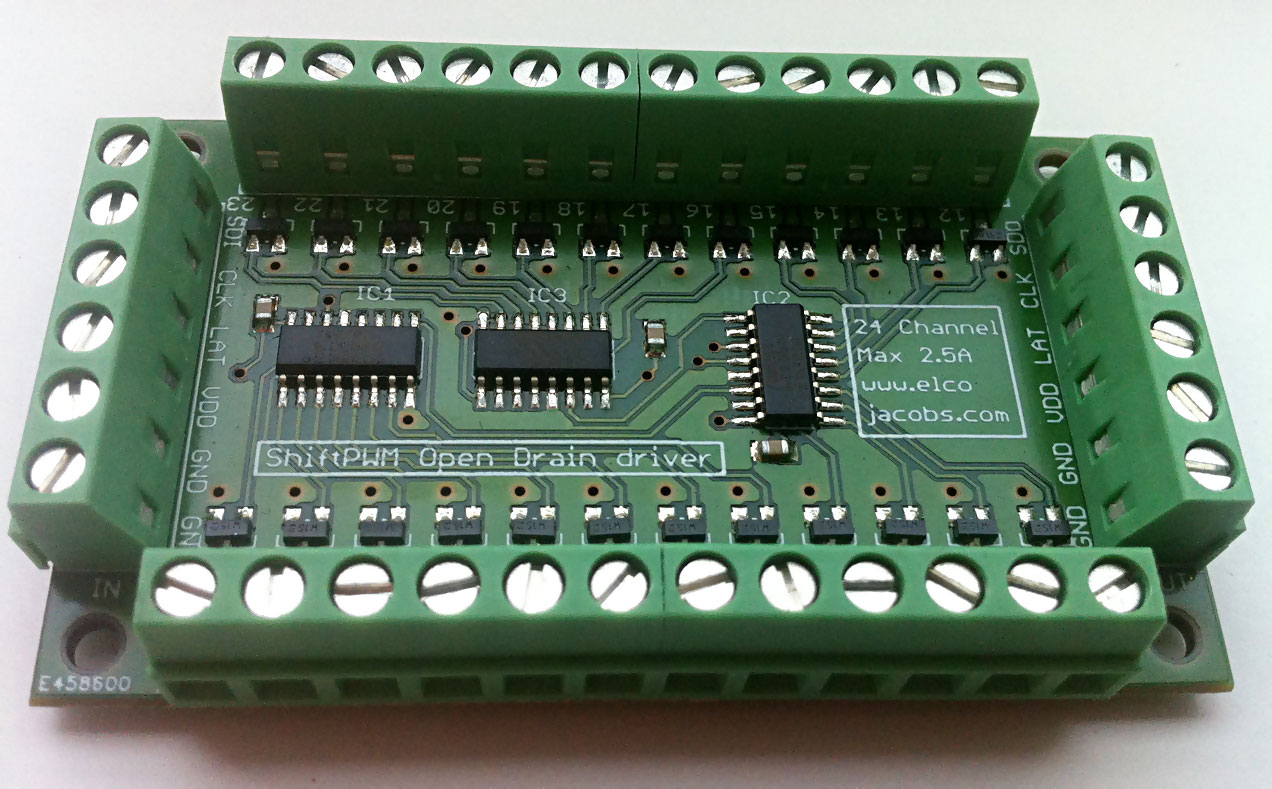 23 22 21 20 19 18 17 16 15 14 13 12
SDI
CLK
LAT
VDD
GND
IC1
IC3
IC2
24 Channel
Max 2.5A
www.elco
jacobs.com
SDO
CLK
LAT
VDD
GND
GND
ShiftPWM Open Drain driver
IN
E458600